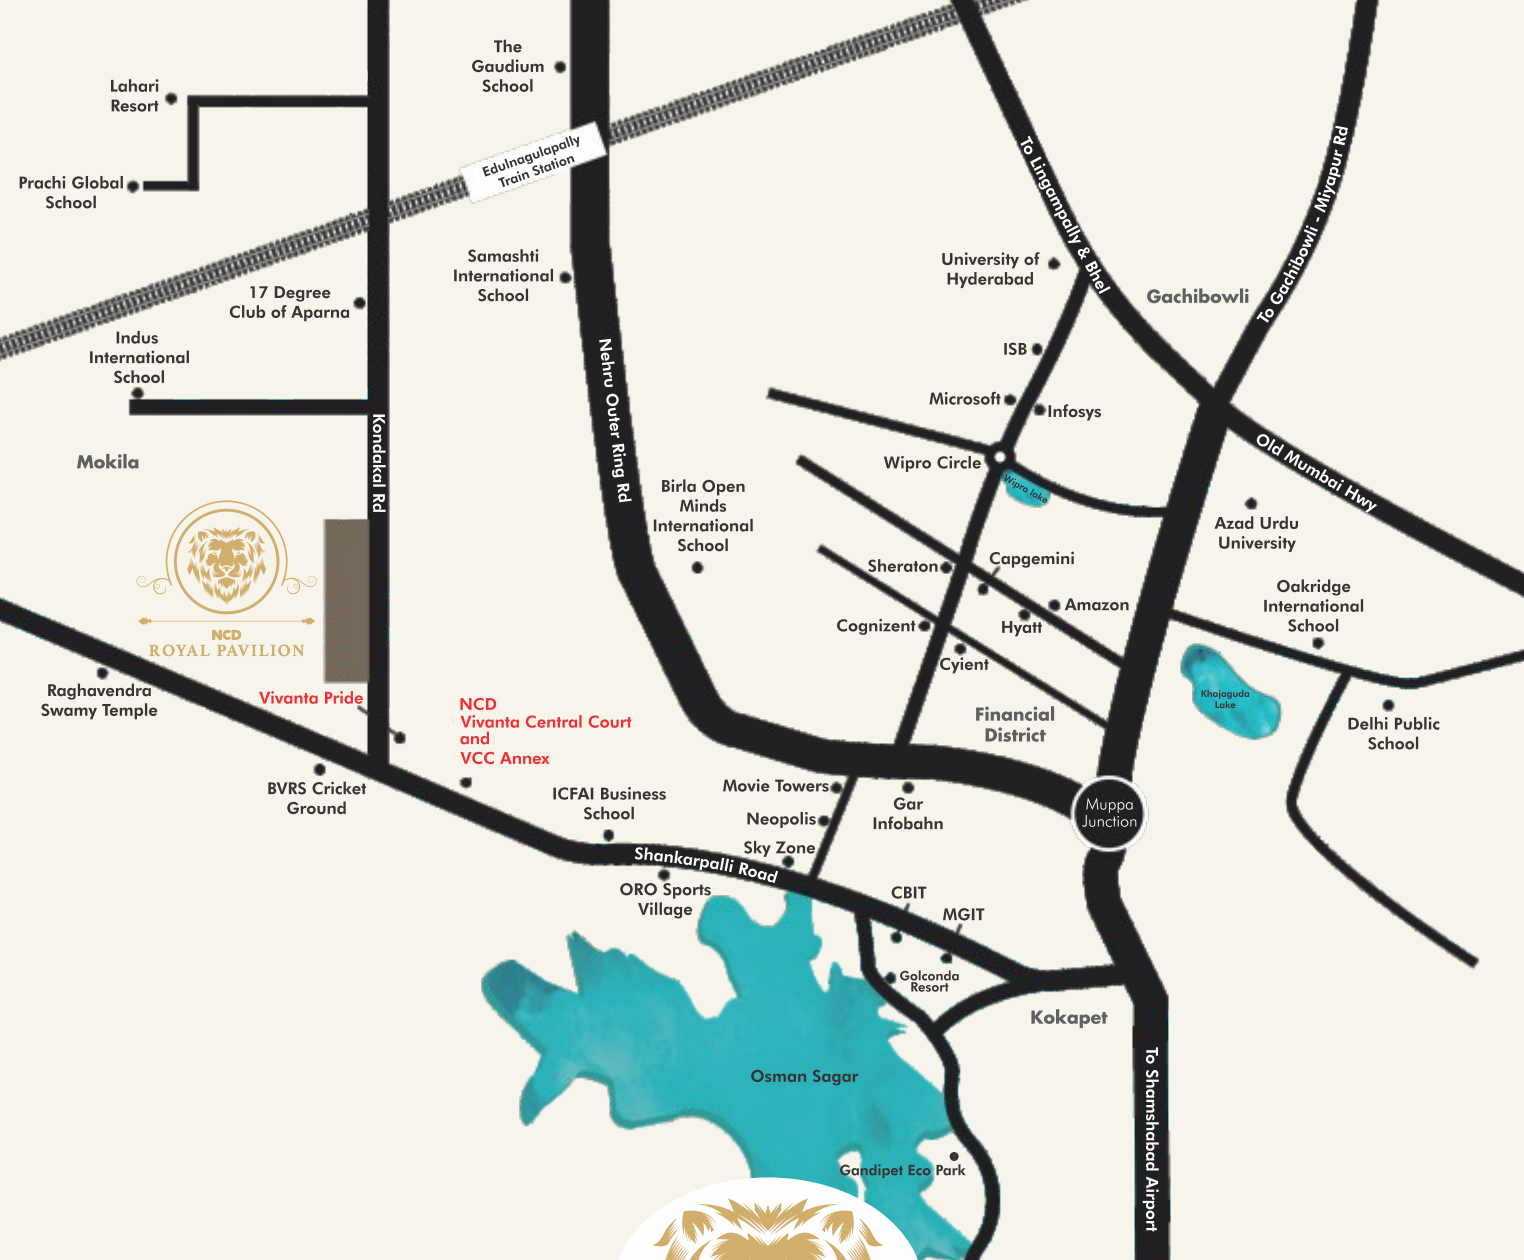 The
Gaudium
School
Lahari
Resort
Edulnagulapally
Train Station
Prachi Global
School
To Lingampally & Bhel
To Gachibowli - Miyapur Rd
Samashti
International
School
University of
Hyderabad
17 Degree
Club of Aparna
Gachibowli
Indus
International
School
Nehru Outer Ring Rd
ISB
Microsoft
Infosys
Kondakal Rd
Mokila
Wipro Circle
Wipro lake
Old Mumbai Hwy
Birla Open
Minds
International
School
Azad Urdu
University
Sheraton
Capgemini
Oakridge
International
School
Amazon
Cognizent
Hyatt
NCD
ROYAL PAVILION
Cyient
Raghavendra
Swamy Temple
Vivanta Pride
NCD
Vivanta Central Court
and
VCC Annex
Financial
District
Khajaguda
Lake
Delhi Public
School
BVRS Cricket
Ground
ICFAI Business
School
Movie Towers
Gar
Infobahn
Muppa
Junction
Neopolis
Sky Zone
Shankarpalli Road
ORO Sports
Village
CBIT
MGIT
Golconda
Resort
Kokapet
Osman Sagar
To Shamshabad Airport
Gandipet Eco Park